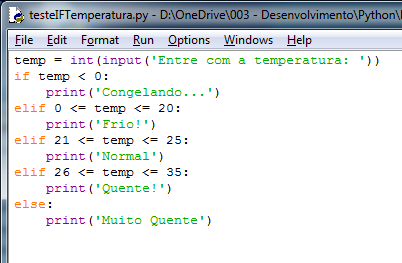 testeIFTemperatura.py - D:\OneDrive\003 - Desenvolvimento\Python\
File Edit Format Run Options Windows Help
temp = int(input('Entre com a temperatura: '))
if temp < 0:
    print('Congelando...')
elif 0 <= temp <= 20:
    print('Frio!')
elif 21 <= temp <= 25:
    print('Normal')
elif 26 <= temp <= 35:
    print('Quente!')
else:
    print('Muito Quente')